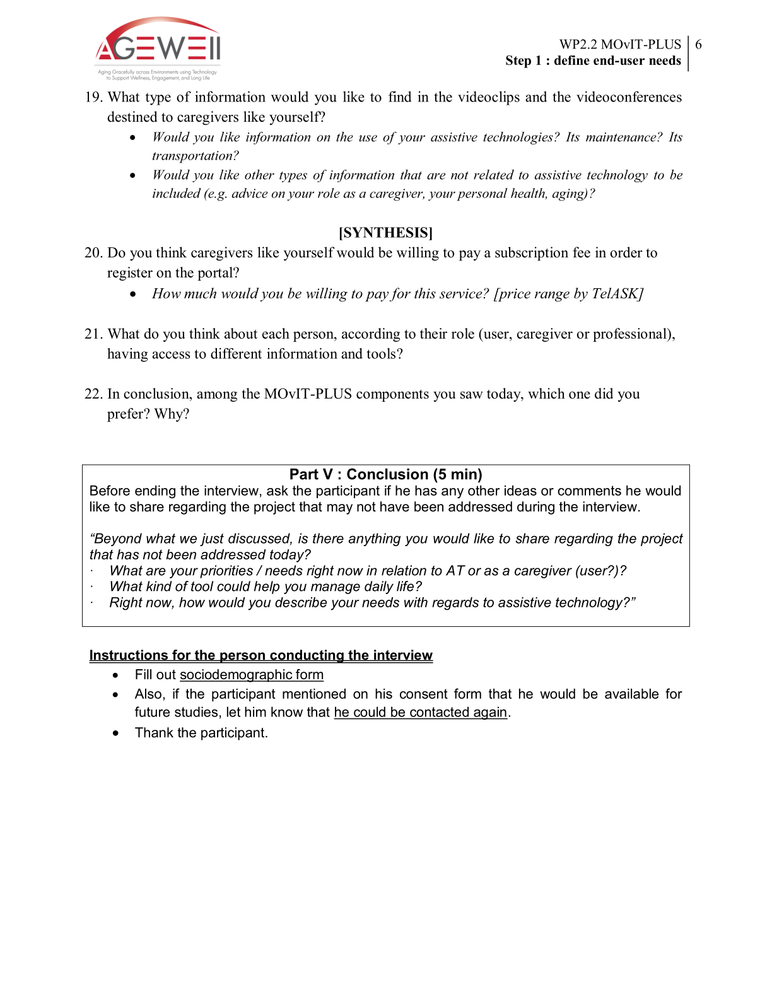 AGEWELL
Aging Gracefully across Environments using Technology
to Support Wellness, Engagement, and Long Life
WP2.2 MOvIT-PLUS 6
Step 1 : define end-user needs
19. What type of information would you like to find in the videoclips and the videoconferences
destined to caregivers like yourself?
• Would you like information on the use of your assistive technologies? Its maintenance? Its
transportation?
• Would you like other types of information that are not related to assistive technology to be
included (e.g. advice on your role as a caregiver, your personal health, aging)?
[SYNTHESIS]
20. Do you think caregivers like yourself would be willing to pay a subscription fee in order to
register on the portal?
• How much would you be willing to pay for this service? [price range by TelASK]
21. What do you think about each person, according to their role (user, caregiver or professional),
having access to different information and tools?
22. In conclusion, among the MOvIT-PLUS components you saw today, which one did you
prefer? Why?
Part V : Conclusion (5 min)
Before ending the interview, ask the participant if he has any other ideas or comments he would
like to share regarding the project that may not have been addressed during the interview.
“Beyond what we just discussed, is there anything you would like to share regarding the project
that has not been addressed today?
· What are your priorities / needs right now in relation to AT or as a caregiver (user?)?
· What kind of tool could help you manage daily life?
· Right now, how would you describe your needs with regards to assistive technology?”
Instructions for the person conducting the interview
• Fill out sociodemographic form
• Also, if the participant mentioned on his consent form that he would be available for
future studies, let him know that he could be contacted again.
• Thank the participant.